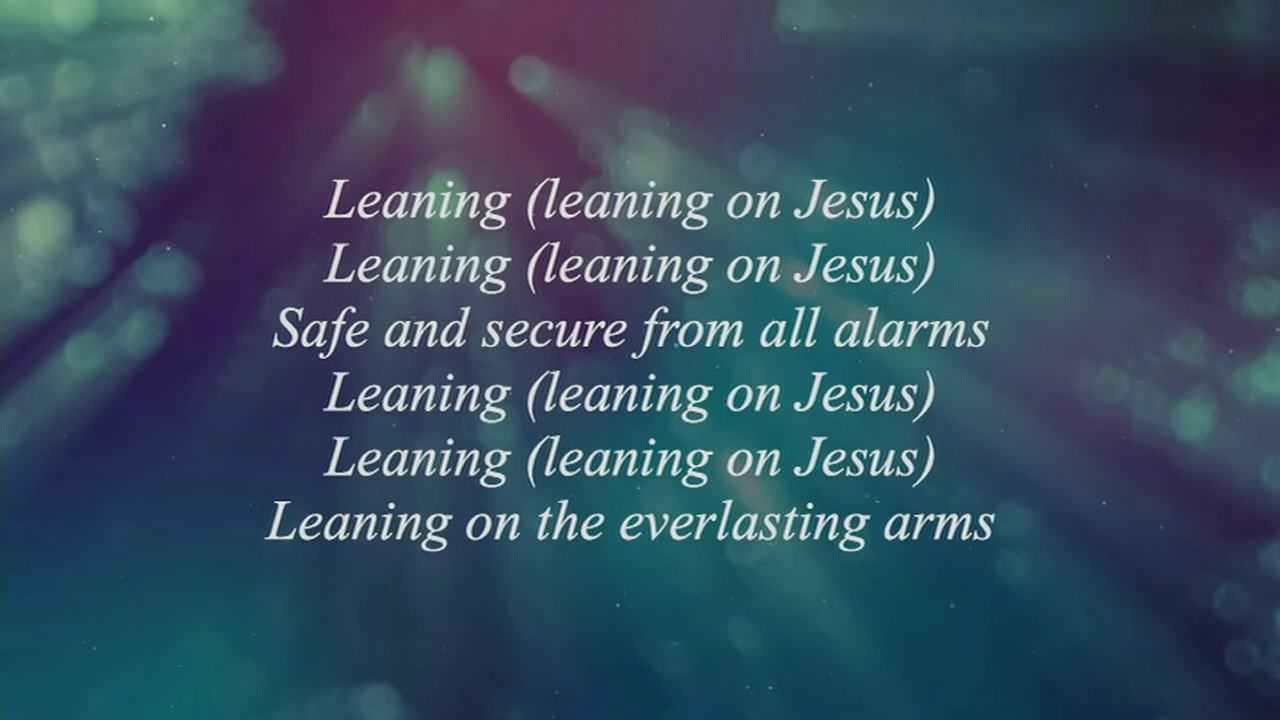 Leaning (leaning on Jesus)
Leaning (leaning on Jesus)
Safe and secure from all alarms
Leaning (leaning on Jesus)
Leaning (leaning on Jesus)
Leaning on the everlasting arms